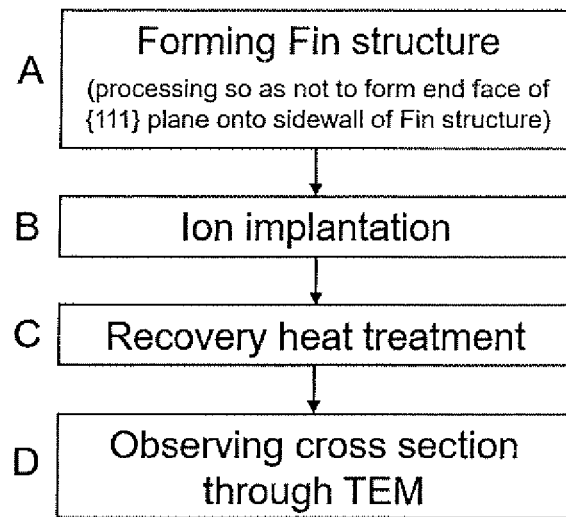 A
Forming Fin structure
(processing so as not to form end face of
{111} plane onto sidewall of Fin structure)
B
Ion implantation
C
Recovery heat treatment
D
Observing cross section
through TEM